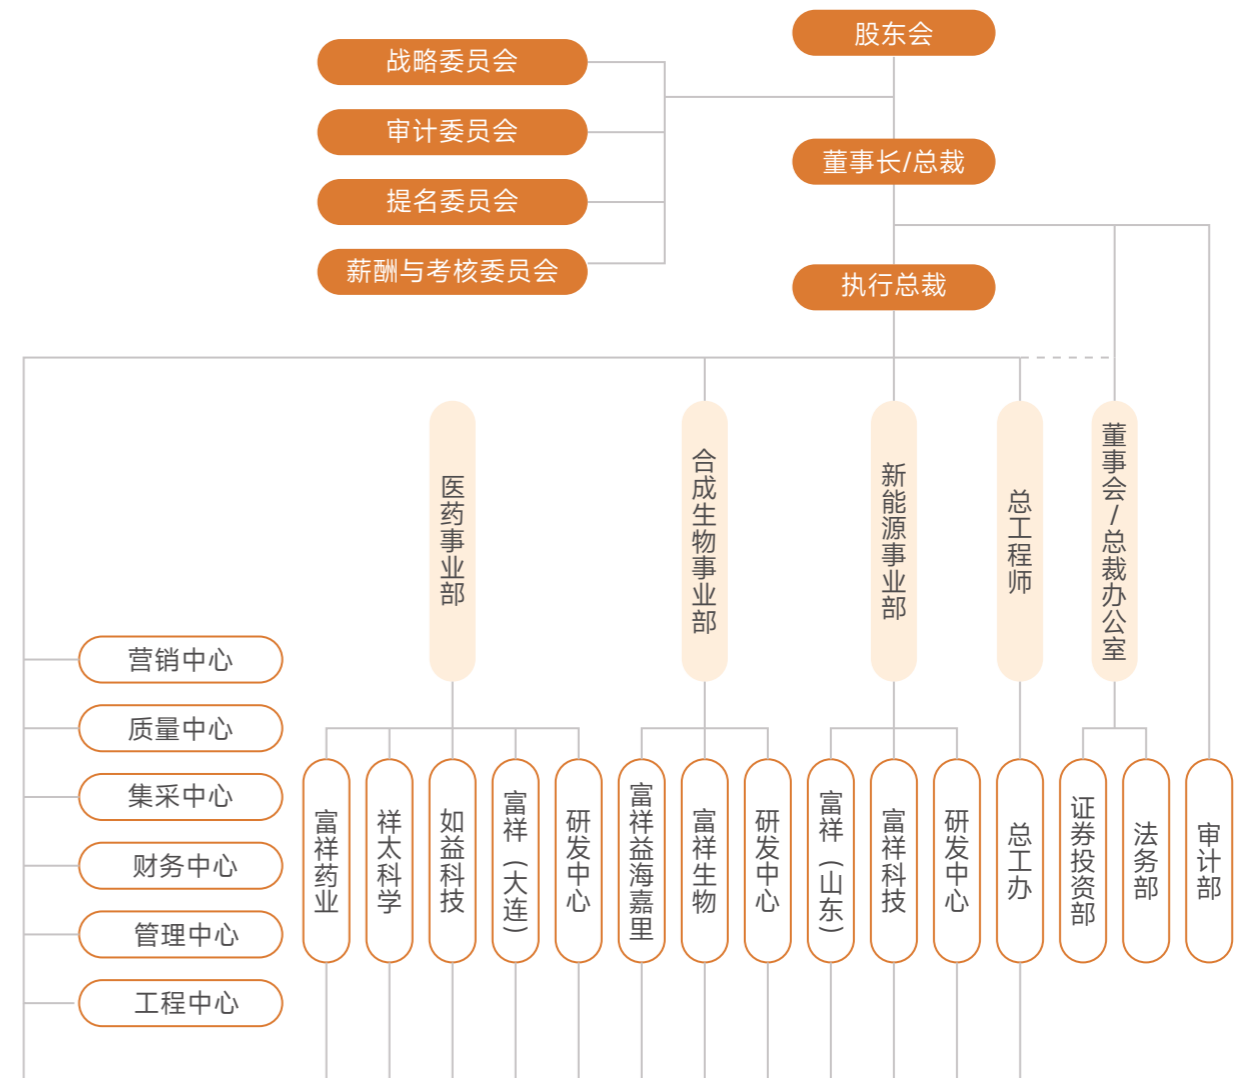 股东会
战略委员会
审计委员会
提名委员会
薪酬与考核委员会
董事长/总裁
执行总裁
医药事业部
合成生物事业部
新能源事业部
总工程师
董事会/总裁办公室
营销中心
质量中心
集采中心
财务中心
管理中心
工程中心
富祥药业
祥太科学
如益科技
富祥（大连）
研发中心
富祥益海嘉里
富祥生物
研发中心
富祥（山东）
富祥科技
研发中心
总工办
证券投资部
法务部
审计部